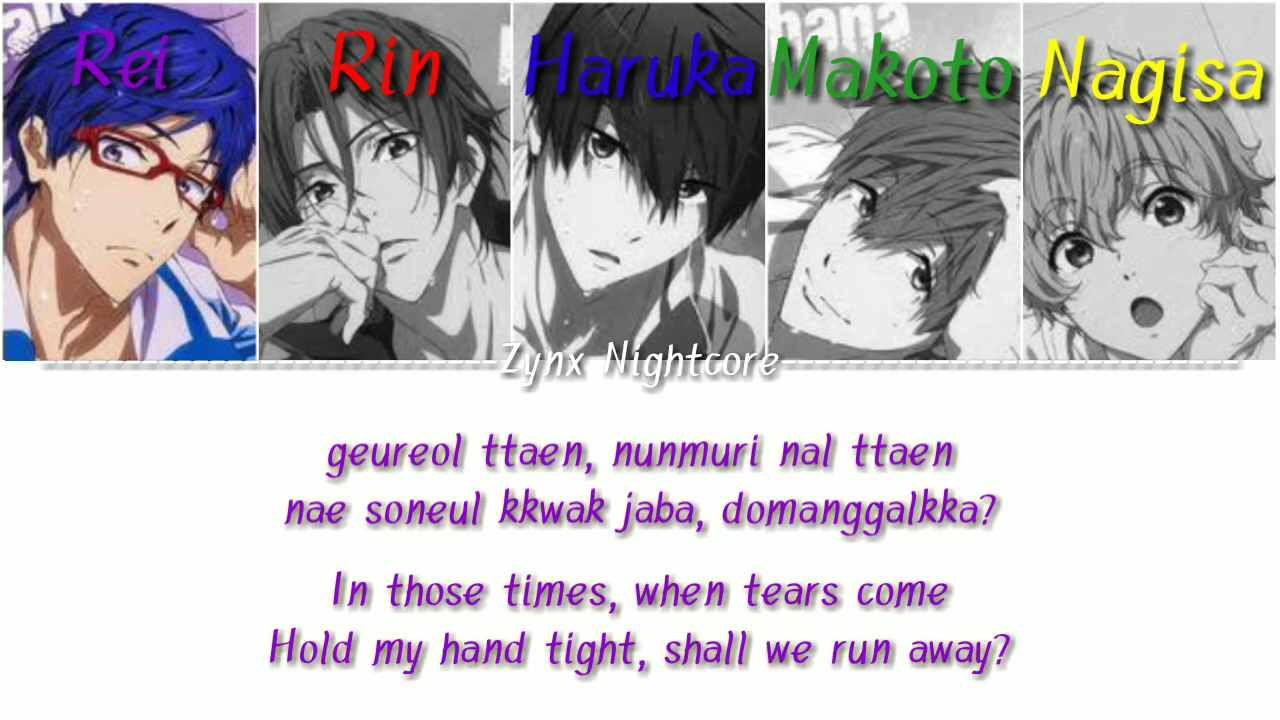 Rei Rin Haruka Makoto Nagisa
Zynx Nightcore
geureol ttaen, nunmuri nal ttaen
nae soneul kkwak jaba, domanggalkka?
In those times, when tears come
Hold my hand tight, shall we run away?